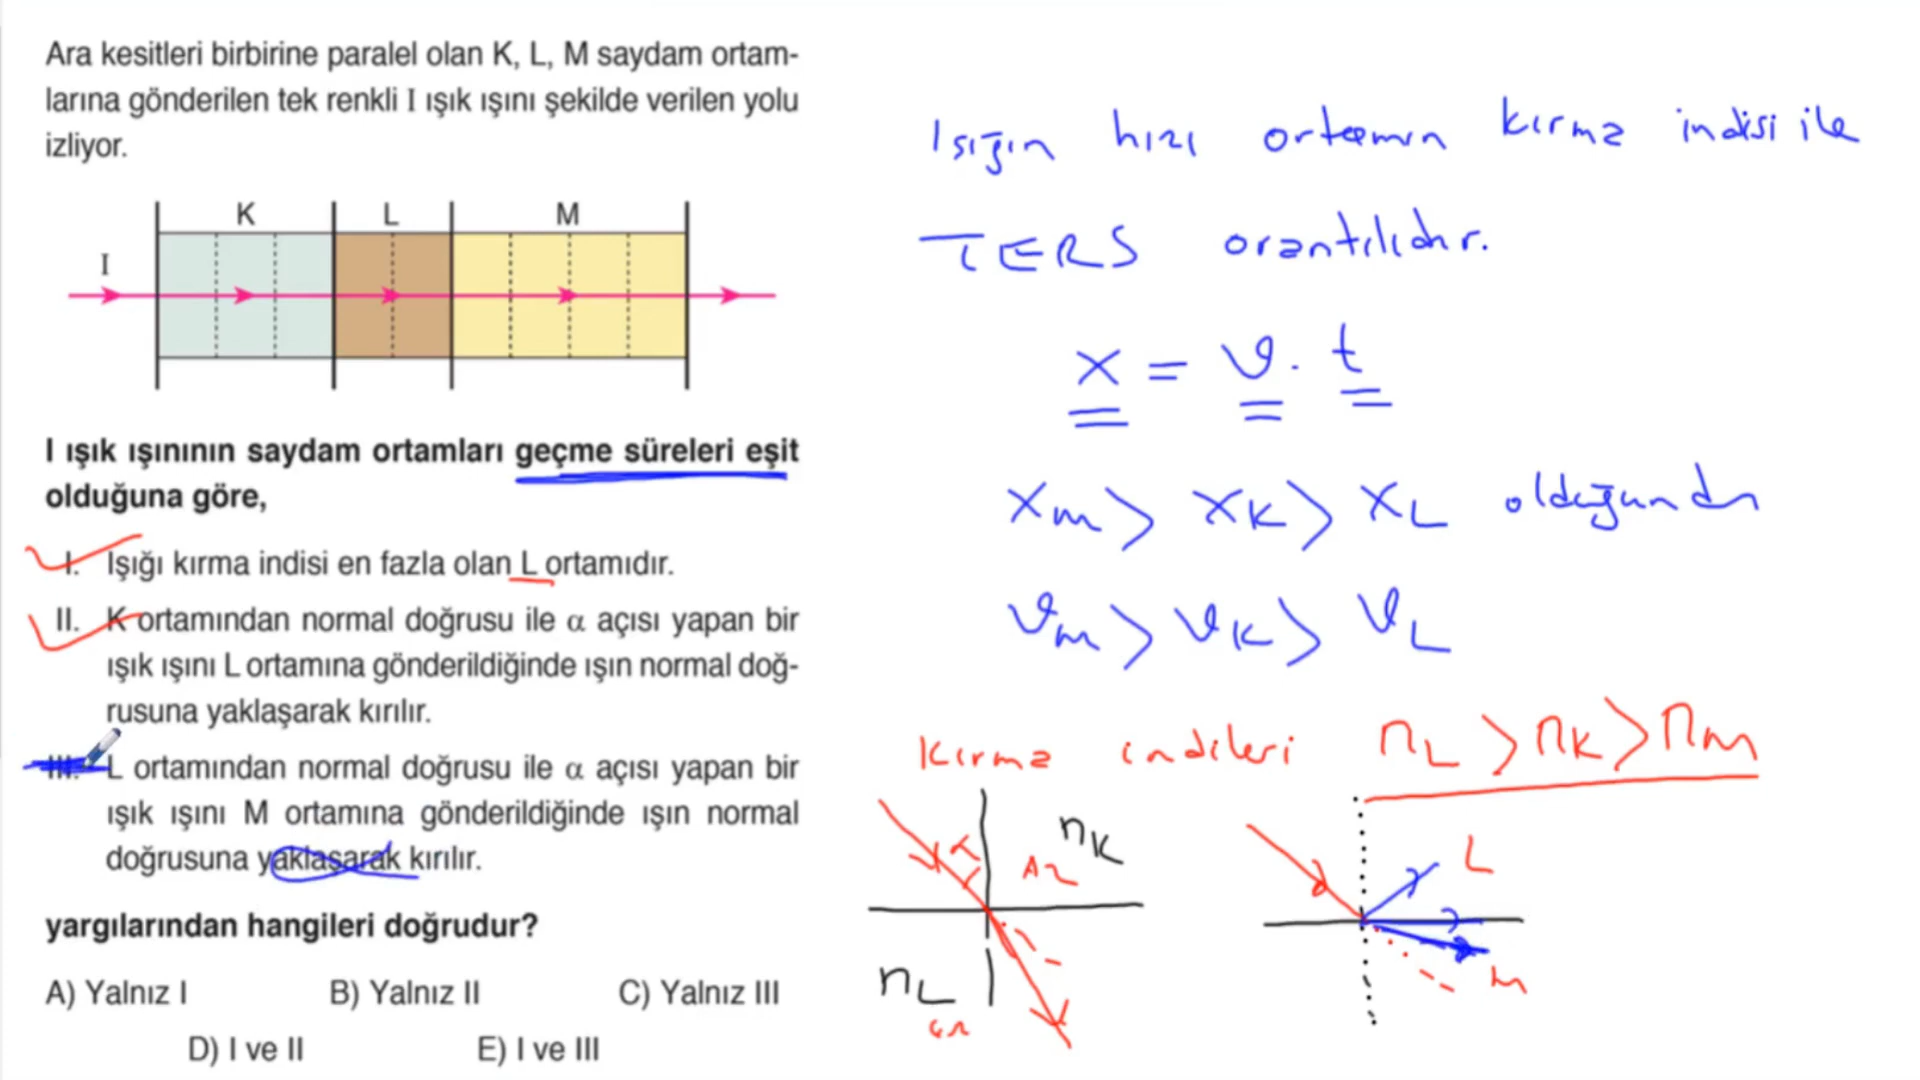 Ara kesitleri birbirine paralel olan K, L, M saydam ortam-
larına gönderilen tek renkli I ışık ışını şekilde verilen yolu
izliyor.
K L M
I
I ışık ışınının saydam ortamları geçme süreleri eşit
olduğuna göre,
I. Işığı kırma indisi en fazla olan L ortamıdır.
II. K ortamından normal doğrusu ile α açısı yapan bir
ışık ışını L ortamına gönderildiğinde ışın normal doğ-
rusuna yaklaşarak kırılır.
III. L ortamından normal doğrusu ile α açısı yapan bir
ışık ışını M ortamına gönderildiğinde ışın normal
doğrusuna yaklaşarak kırılır.
yargılarından hangileri doğrudur?
A) Yalnız I B) Yalnız II C) Yalnız III
D) I ve II E) I ve III
Işığın hızı ortamın kırma indisi ile
TERS orantılıdır.
x = v . t
xm > xK > xL olduğundn
vm > vK > vL
Kırma indileri nL > nK > nm
nK
Az
nL
L
m